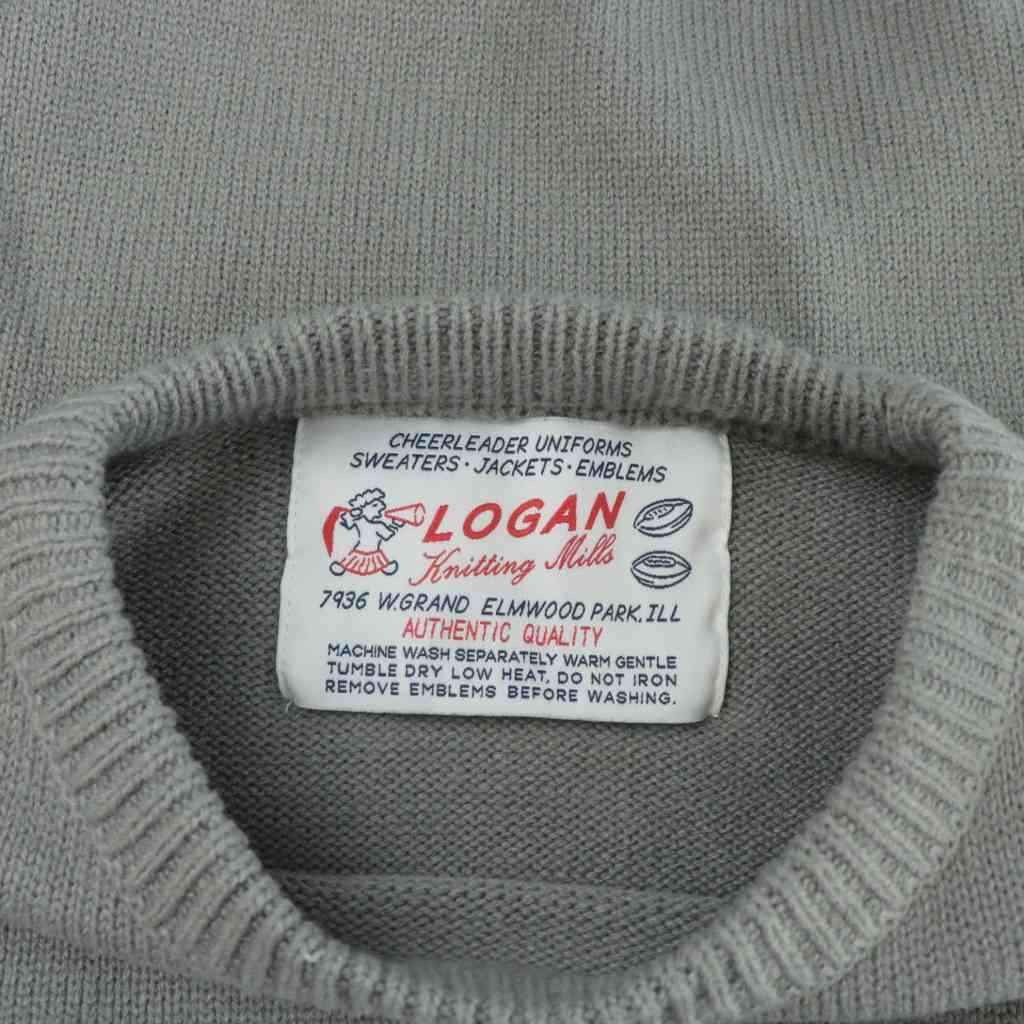 CHEERLEADER UNIFORMS
SWEATERS · JACKETS · EMBLEMS
LOGAN
Knitting Mills
7936 W.GRAND ELMWOOD PARK, ILL
AUTHENTIC QUALITY
MACHINE WASH SEPARATELY WARM GENTLE
TUMBLE DRY LOW HEAT. DO NOT IRON
REMOVE EMBLEMS BEFORE WASHING.